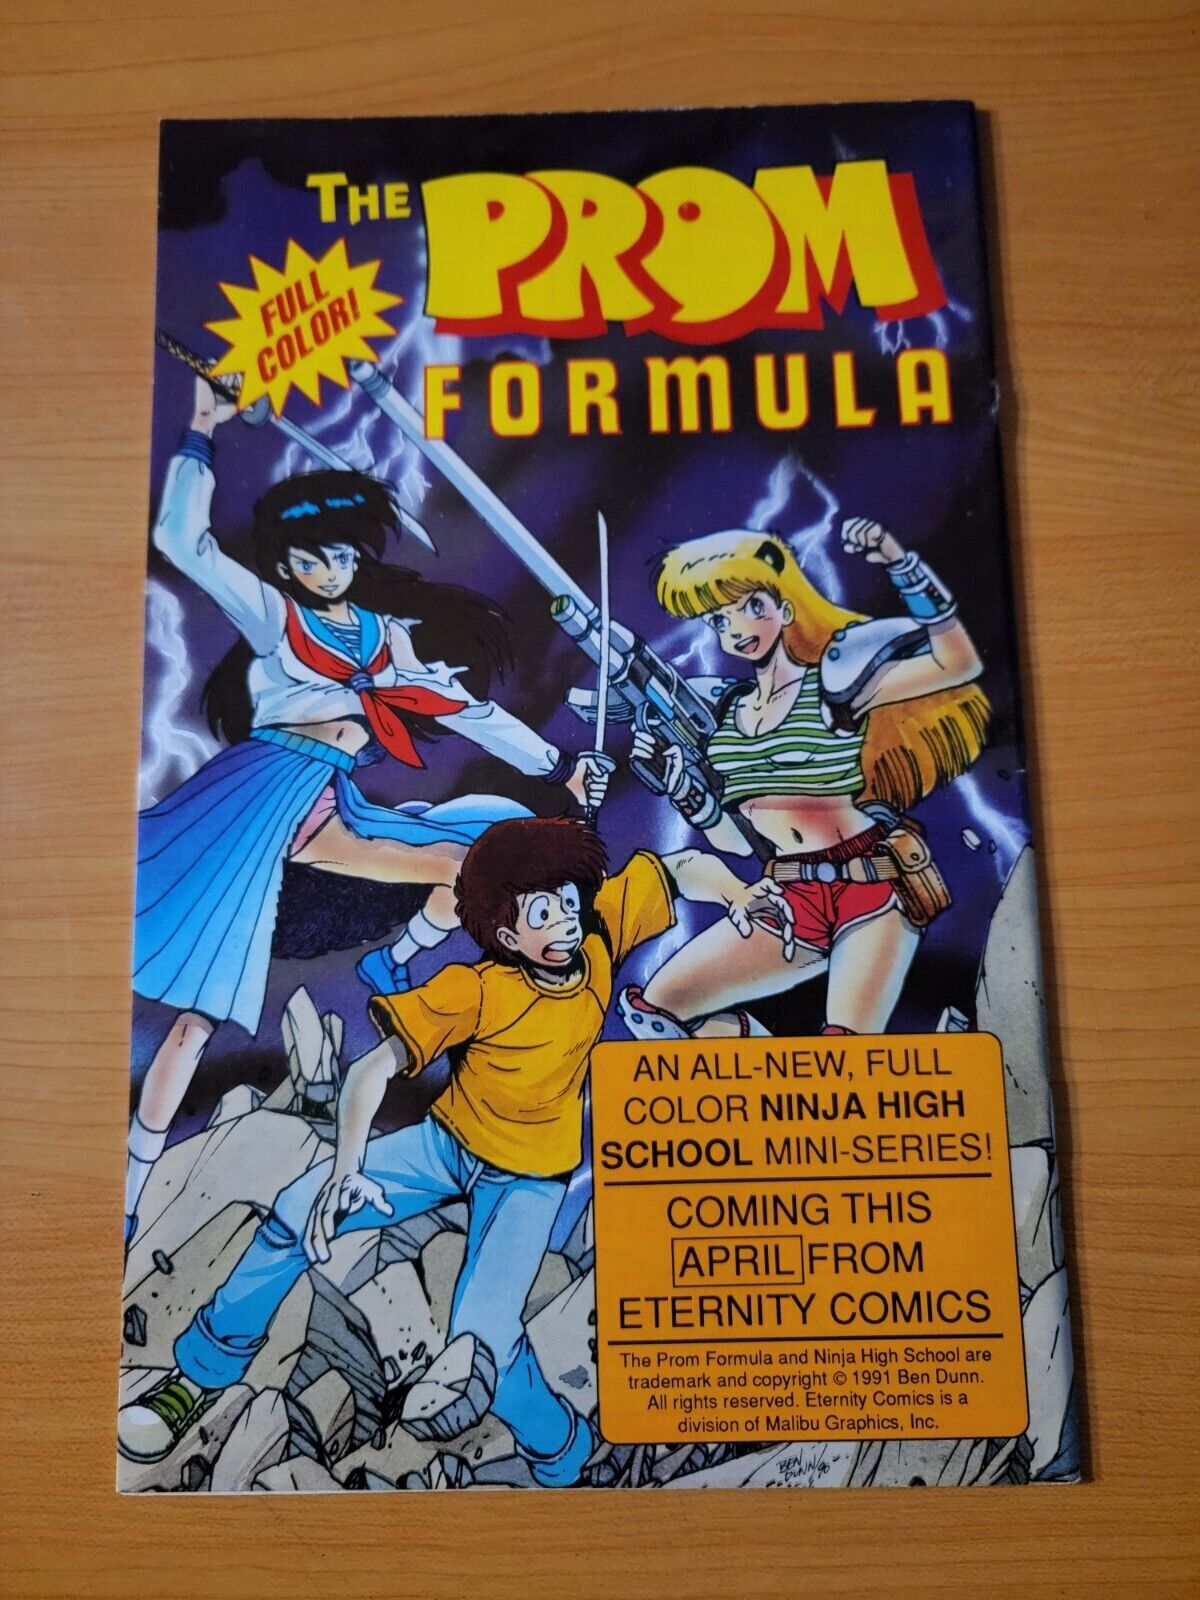 THE PROM
FORMULA
FULL
COLOR!
AN ALL-NEW, FULL
COLOR NINJA HIGH
SCHOOL MINI-SERIES!
COMING THIS
APRIL FROM
ETERNITY COMICS
The Prom Formula and Ninja High School are
trademark and copyright © 1991 Ben Dunn.
All rights reserved. Eternity Comics is a
division of Malibu Graphics, Inc.
BEN
DUNN 90